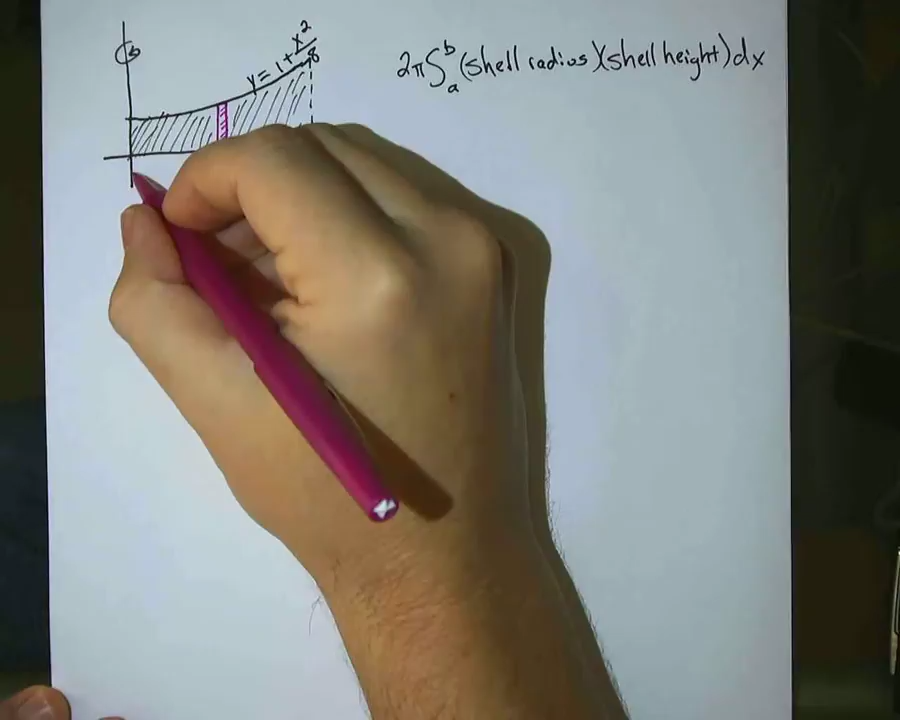 y = 1 + x²/8
2π∫ₐᵇ (shell radius)(shell height) dx